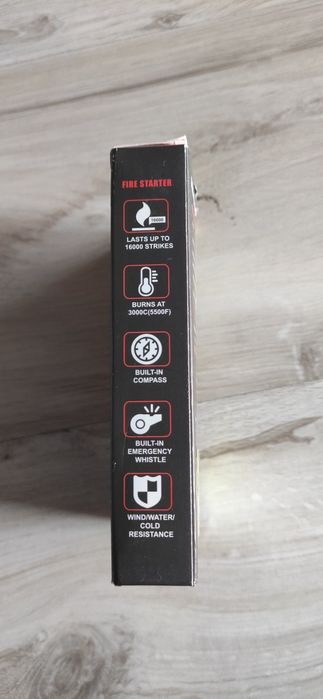 FIRE STARTER
16000
LASTS UP TO
16000 STRIKES
BURNS AT
3000C(5500F)
BUILT-IN
COMPASS
BUILT-IN
EMERGENCY
WHISTLE
WIND/WATER/
COLD
RESISTANCE